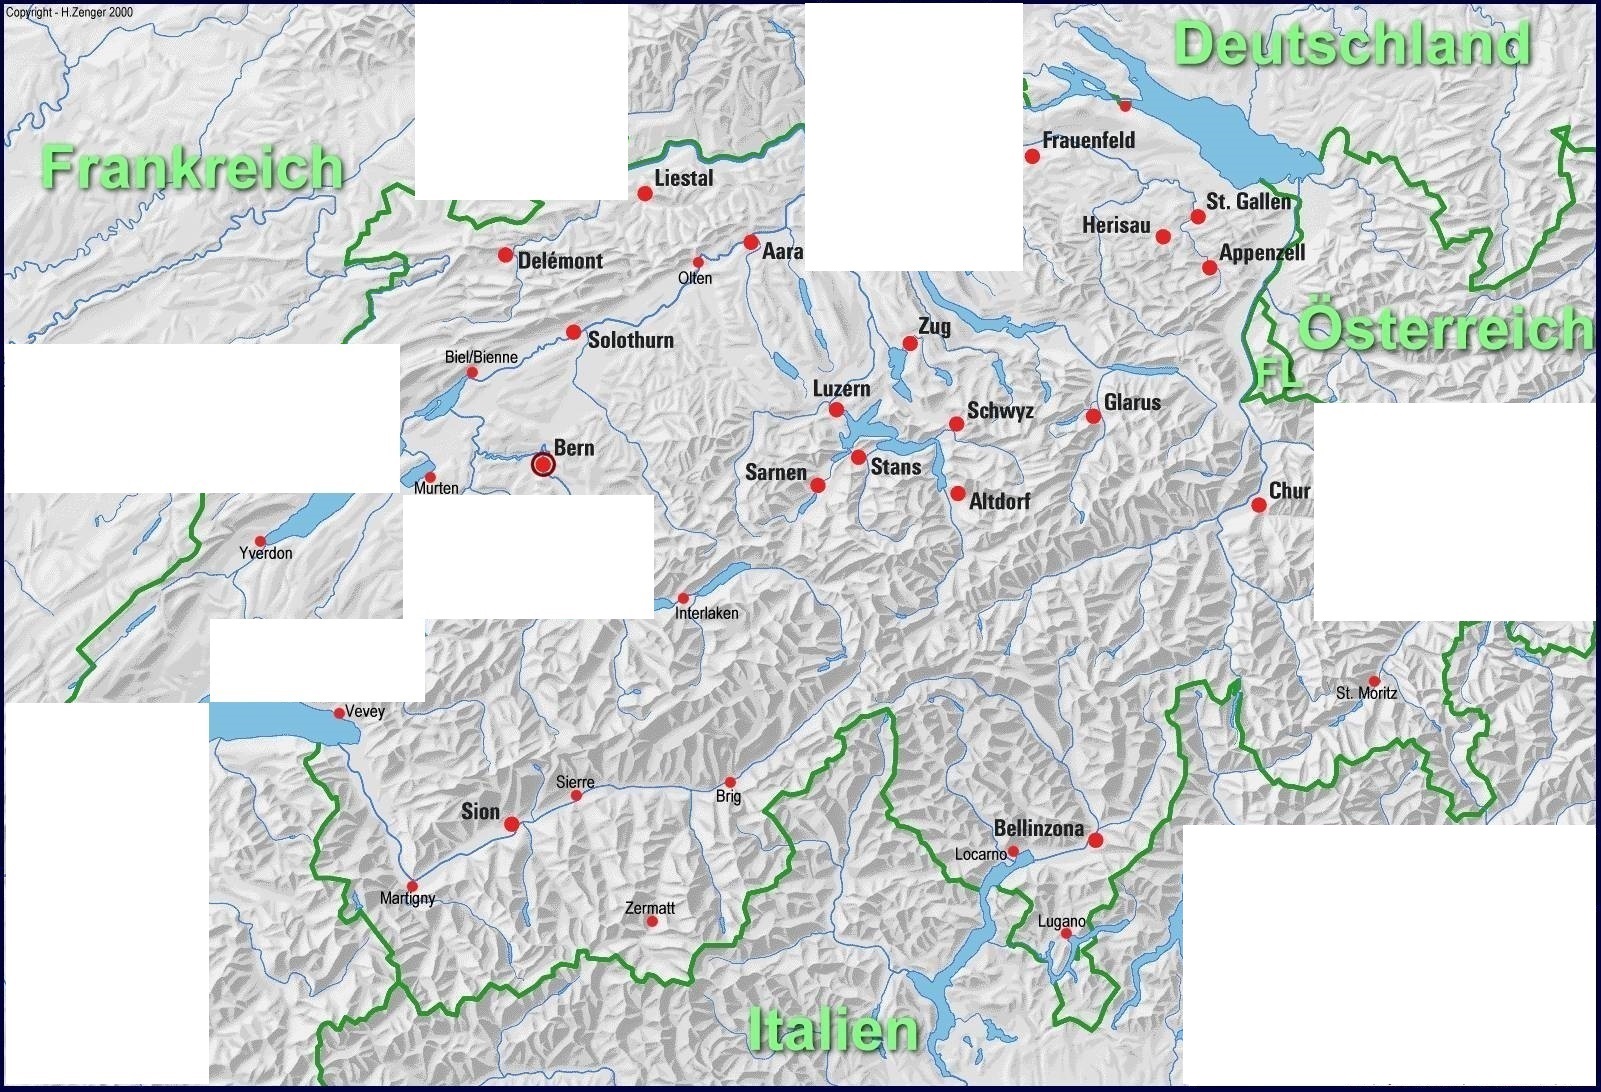 Copyright - H.Zenger 2000
Deutschland
Frankreich
Frauenfeld
Liestal
St. Gallen
Herisau
Appenzell
Aara
Delémont
Olten
Österreich
Zug
Solothurn
Biel/Bienne
FL
Luzern
Schwyz
Glarus
Bern
Stans
Sarnen
Murten
Altdorf
Chur
Yverdon
Interlaken
St. Moritz
Vevey
Sierre
Brig
Sion
Bellinzona
Locarno
Martigny
Zermatt
Lugano
Italien